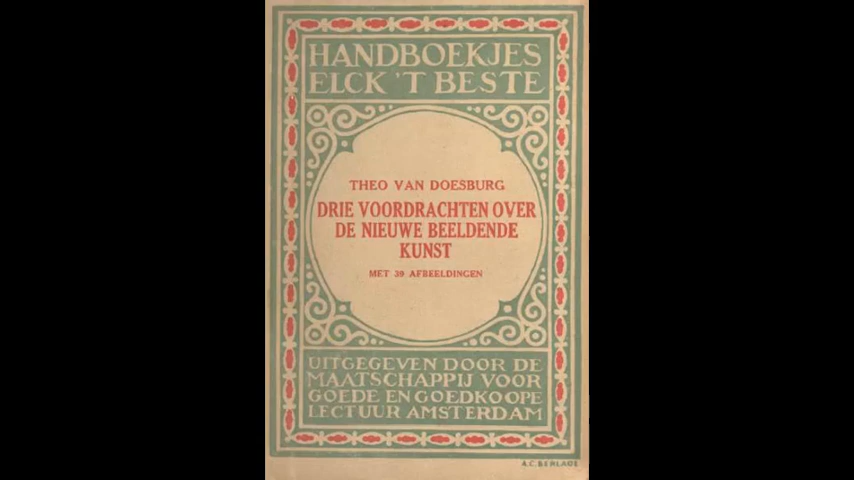 HANDBOEKJES
ELCK 'T BESTE
THEO VAN DOESBURG
DRIE VOORDRACHTEN OVER
DE NIEUWE BEELDENDE
KUNST
MET 39 AFBEELDINGEN
UITGEGEVEN DOOR DE
MAATSCHAPPIJ VOOR
GOEDE EN GOEDKOOPE
LECTUUR AMSTERDAM
A.C. BERLAGE